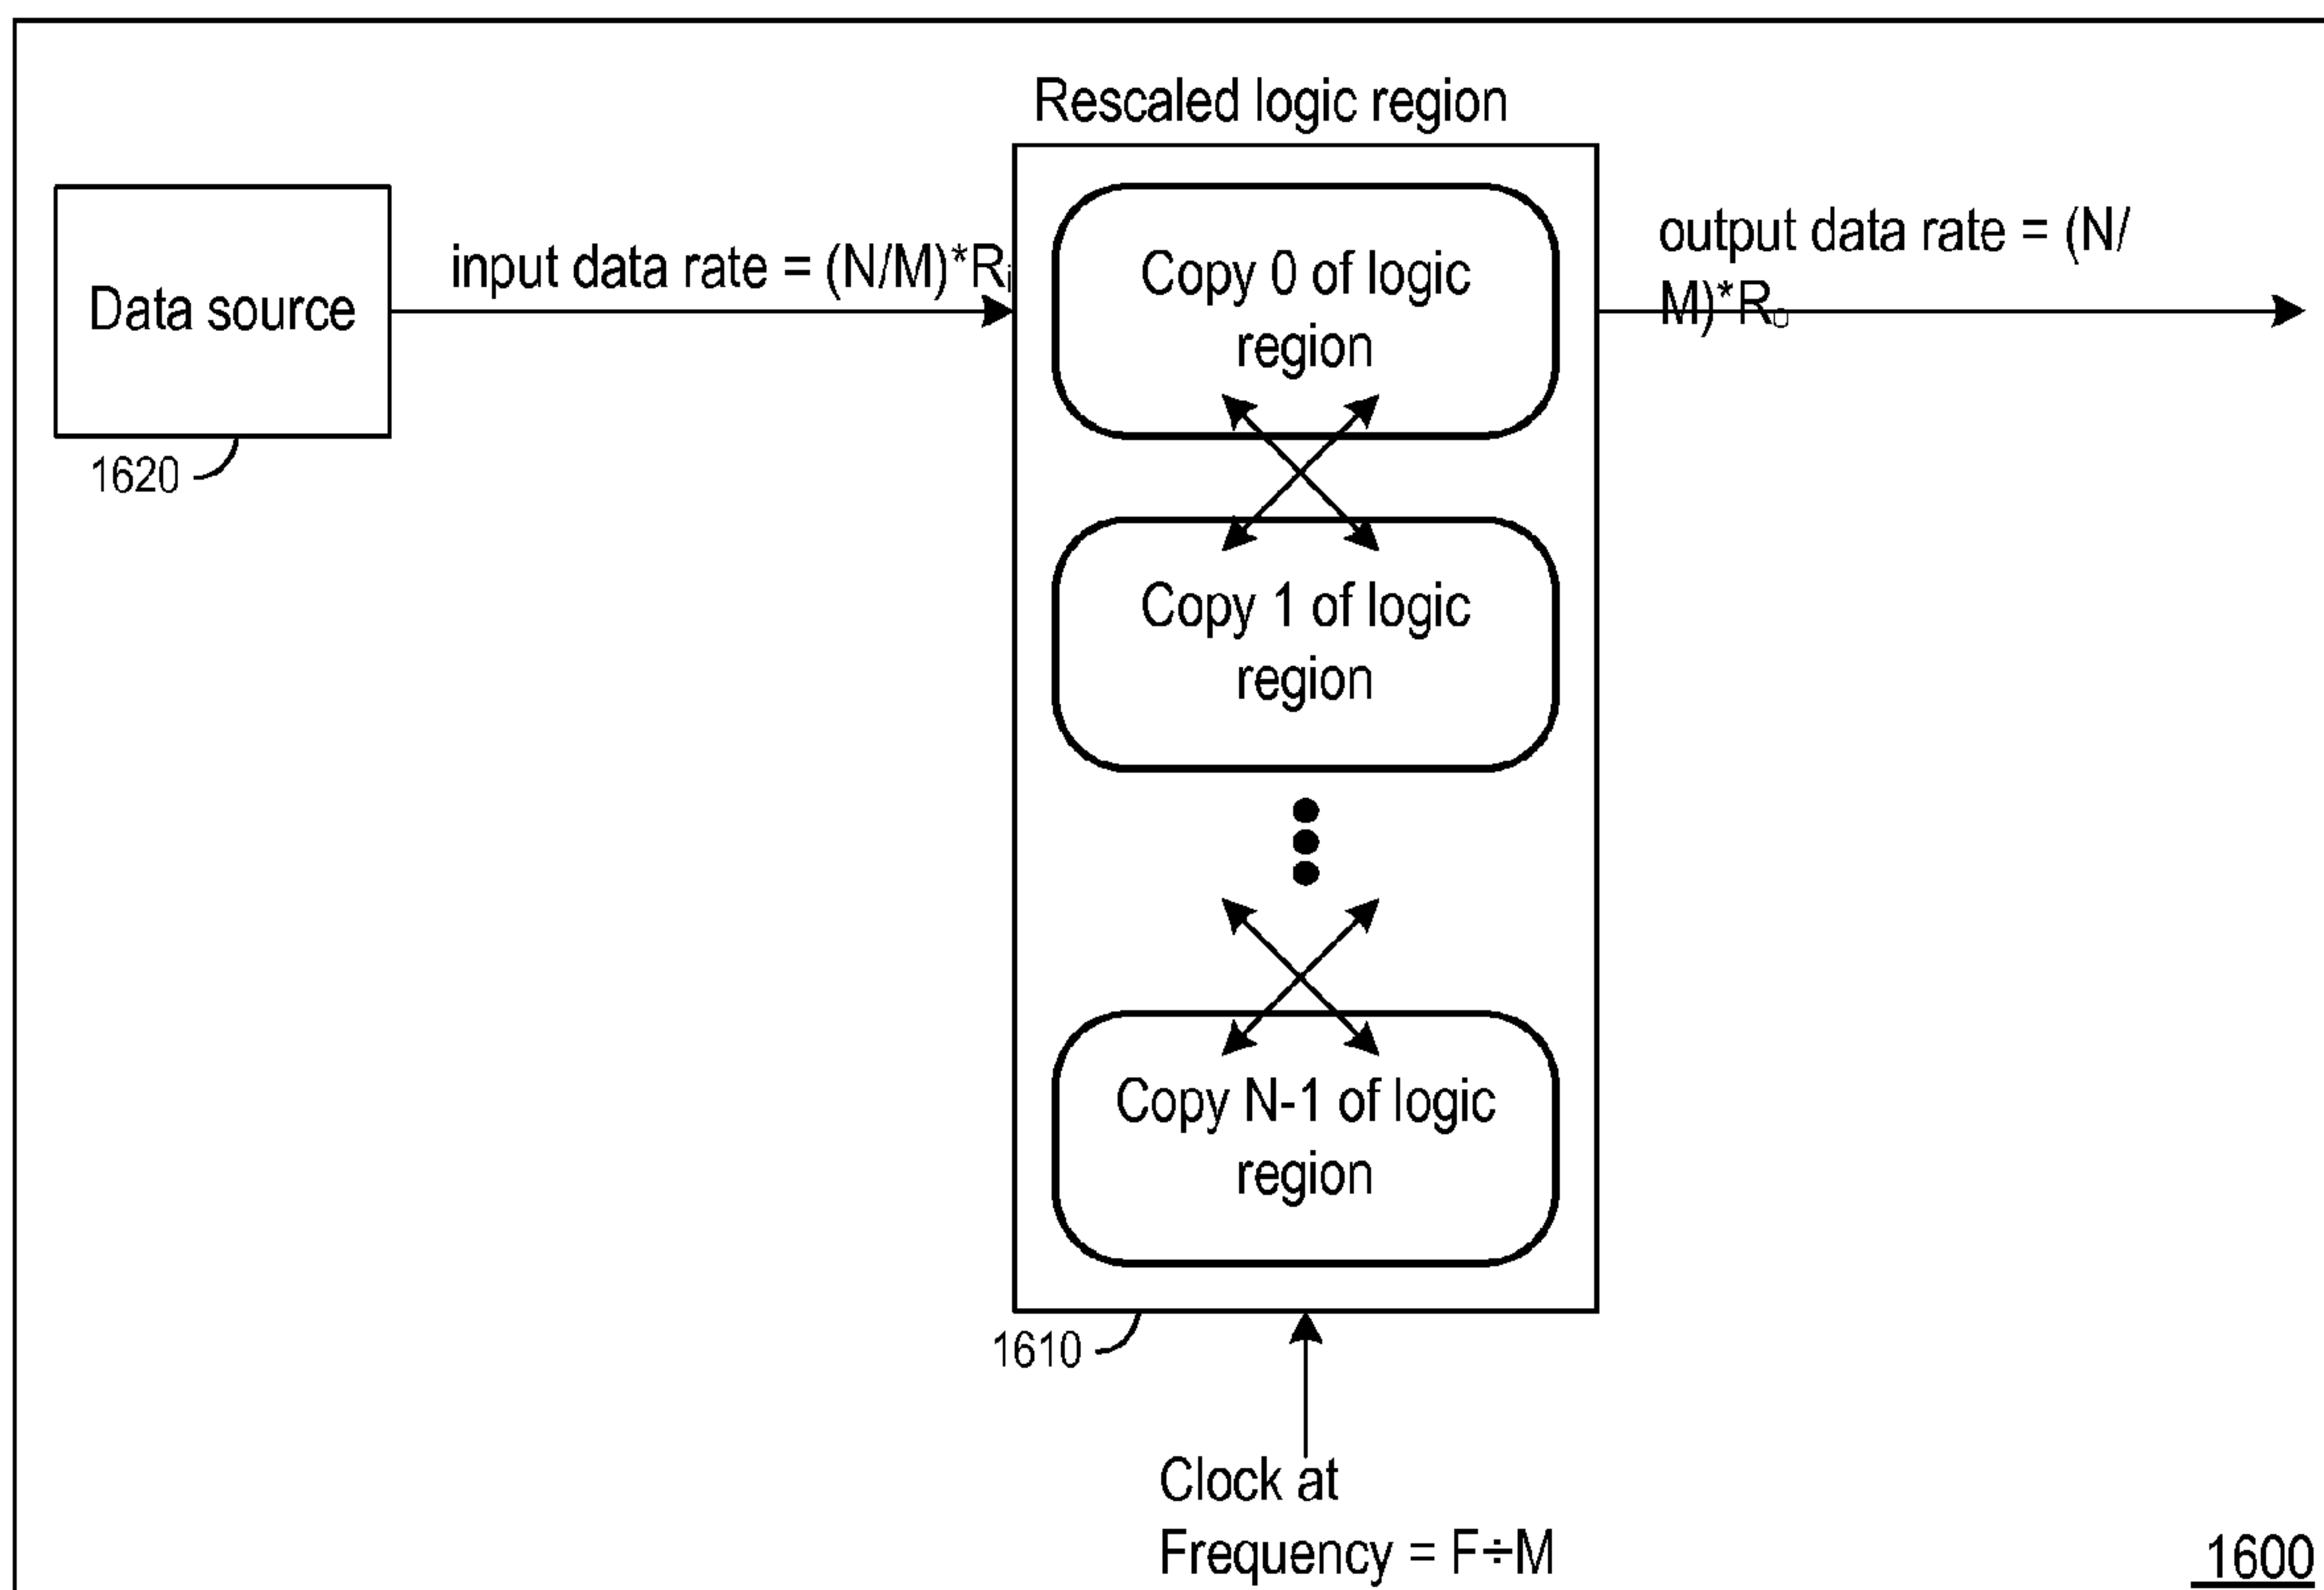 Rescaled logic region
Data source
1620
input data rate = (N/M)*Ri
Copy 0 of logic
region
Copy 1 of logic
region
Copy N-1 of logic
region
output data rate = (N/
M)*R₀
1610
Clock at
Frequency = F÷M
1600